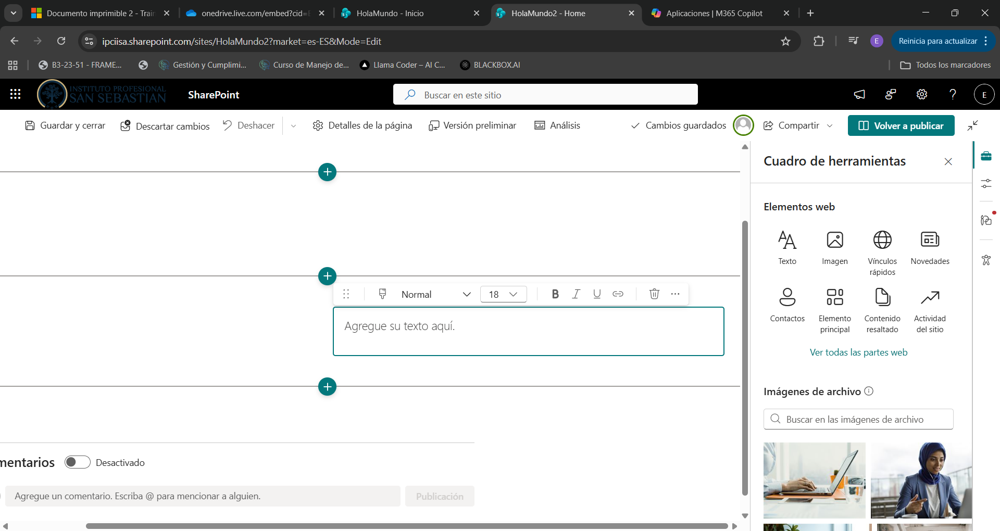 Documento imprimible 2 - Train
onedrive.live.com/embed?cid=
HolaMundo - Inicio
HolaMundo2 - Home
Aplicaciones | M365 Copilot
ipciisa.sharepoint.com/sites/HolaMundo2?market=es-ES&Mode=Edit
E
Reinicia para actualizar
B3-23-51 - FRAME...
Gestión y Cumplimi...
Curso de Manejo de...
Llama Coder – AI C...
BLACKBOX.AI
Todos los marcadores
INSTITUTO PROFESIONAL
SAN SEBASTIAN
SharePoint
Buscar en este sitio
E
Guardar y cerrar
Descartar cambios
Deshacer
Detalles de la página
Versión preliminar
Análisis
Cambios guardados
Compartir
Volver a publicar
Cuadro de herramientas
Elementos web
Texto
Imagen
Vínculos rápidos
Novedades
Normal
18
B I U
Agregue su texto aquí.
Contactos
Elemento principal
Contenido resaltado
Actividad del sitio
Ver todas las partes web
Imágenes de archivo
Buscar en las imágenes de archivo
mentarios
Desactivado
Agregue un comentario. Escriba @ para mencionar a alguien.
Publicación